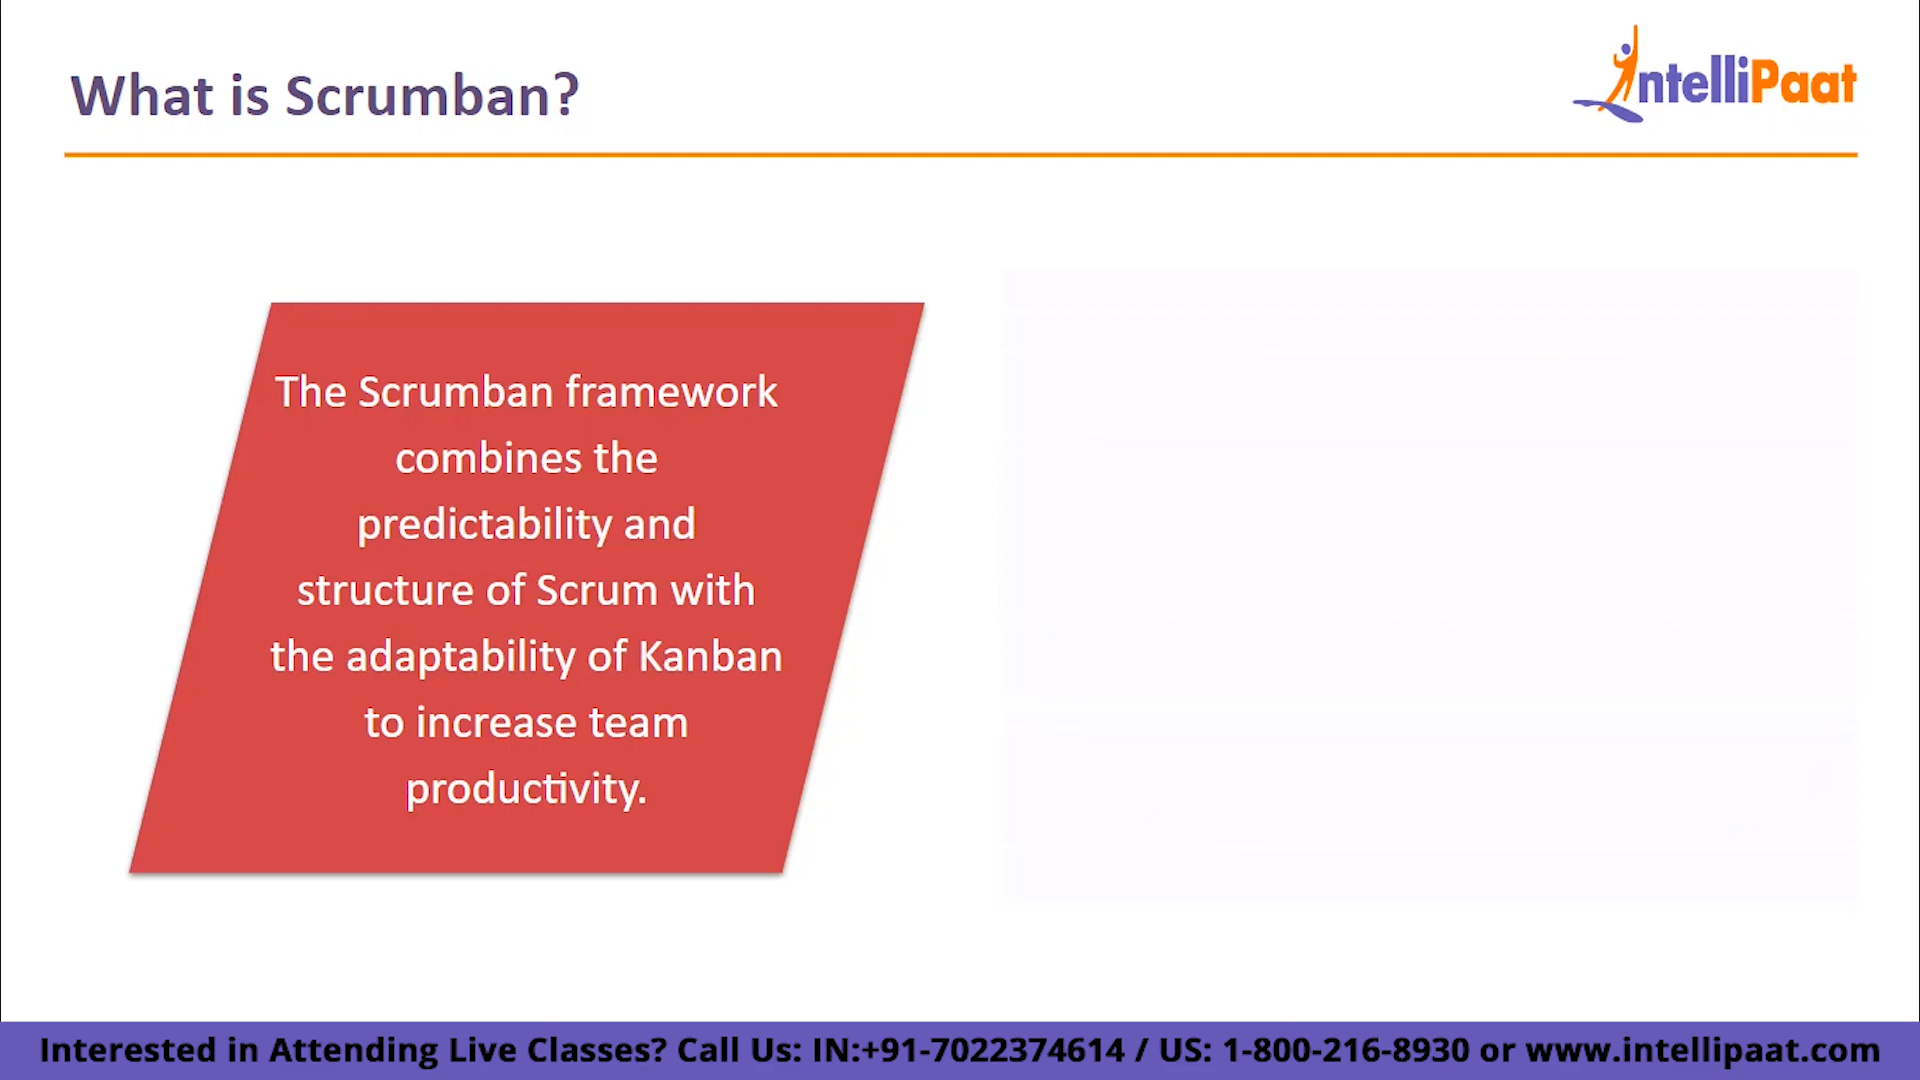 What is Scrumban?
IntelliPaat
The Scrumban framework
combines the
predictability and
structure of Scrum with
the adaptability of Kanban
to increase team
productivity.
Interested in Attending Live Classes? Call Us: IN:+91-7022374614 / US: 1-800-216-8930 or www.intellipaat.com